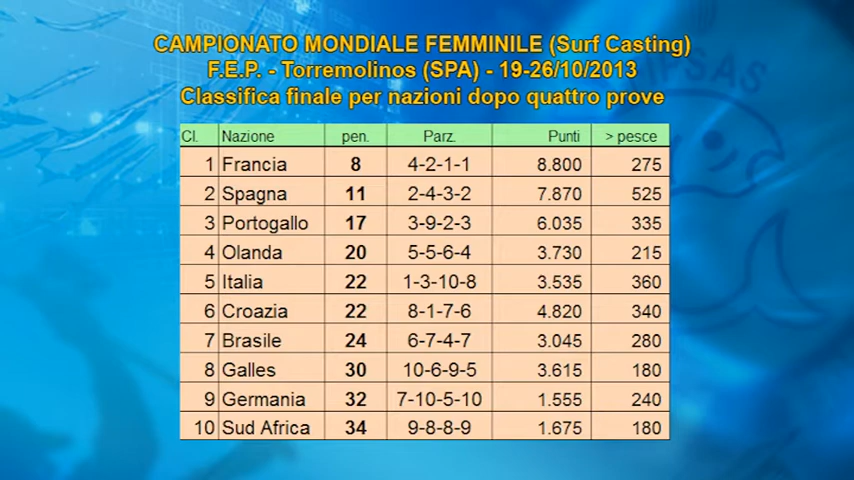 CAMPIONATO MONDIALE FEMMINILE (Surf Casting)
F.E.P. - Torremolinos (SPA) - 19-26/10/2013
Classifica finale per nazioni dopo quattro prove
Cl. Nazione pen. Parz. Punti > pesce
1 Francia 8 4-2-1-1 8.800 275
2 Spagna 11 2-4-3-2 7.870 525
3 Portogallo 17 3-9-2-3 6.035 335
4 Olanda 20 5-5-6-4 3.730 215
5 Italia 22 1-3-10-8 3.535 360
6 Croazia 22 8-1-7-6 4.820 340
7 Brasile 24 6-7-4-7 3.045 280
8 Galles 30 10-6-9-5 3.615 180
9 Germania 32 7-10-5-10 1.555 240
10 Sud Africa 34 9-8-8-9 1.675 180